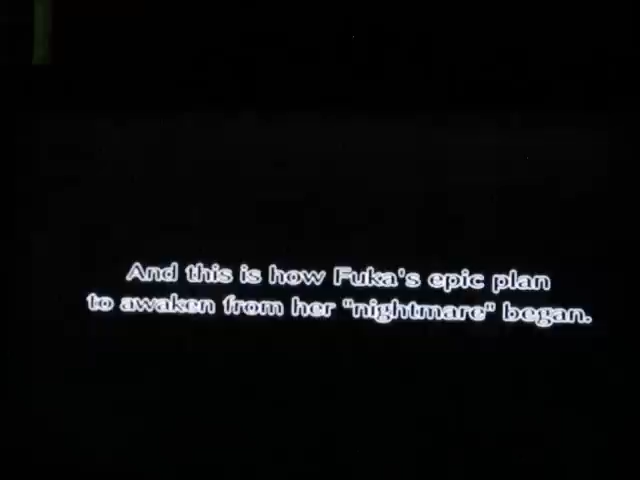 And this is how Fuka's epic plan
to awaken from her "nightmare" began.